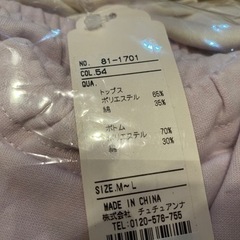 NO. 81-1701
COL.54
QUA.
トップス
ポリエステル 65%
綿 35%
ボトム
ポリエステル 70%
綿 30%
SIZE.M~L
MADE IN CHINA
株式会社 チュチュアンナ
TEL:0120-576-755